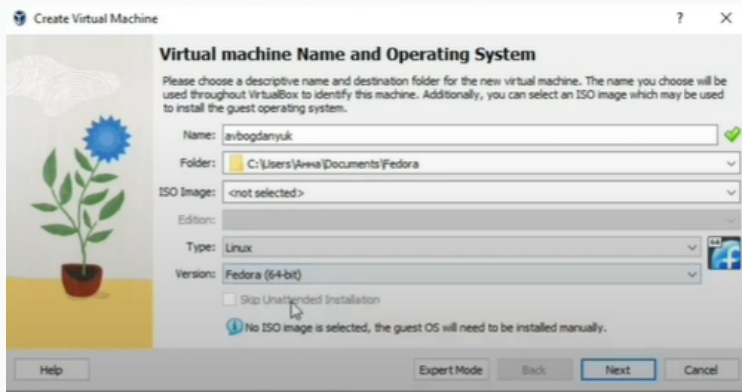 Create Virtual Machine
Virtual machine Name and Operating System
Please choose a descriptive name and destination folder for the new virtual machine. The name you choose will be
used throughout VirtualBox to identify this machine. Additionally, you can select an ISO image which may be used
to install the guest operating system.
Name: avbogdanyuk
Folder: C:\Users\Анна\Documents\Fedora
ISO Image: <not selected>
Edition:
Type: Linux
64
Version: Fedora (64-bit)
Skip Unattended Installation
No ISO image is selected, the guest OS will need to be installed manually.
Help Expert Mode Back Next Cancel